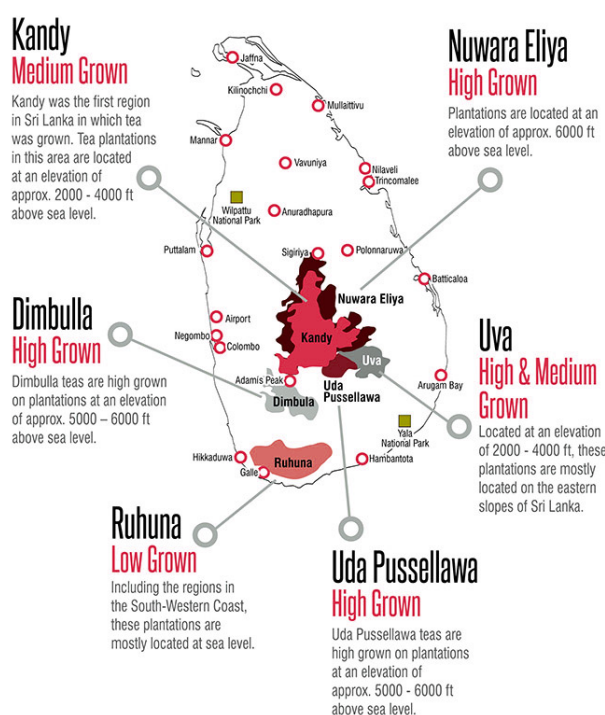 Kandy
Medium Grown
Kandy was the first region
in Sri Lanka in which tea
was grown. Tea plantations
in this area are located
at an elevation of
approx. 2000 - 4000 ft
above sea level.
Nuwara Eliya
High Grown
Plantations are located at an
elevation of approx. 6000 ft
above sea level.
Jaffna
Kilinochchi
Mullaittivu
Mannar
Vavuniya
Nilaveli
Trincomalee
Wilpattu
National Park
Anuradhapura
Puttalam
Sigiriya
Polonnaruwa
Batticaloa
Nuwara Eliya
Airport
Negombo
Colombo
Kandy
Uva
Adam's Peak
Uda
Pussellawa
Arugam Bay
Dimbula
Yala
National Park
Hikkaduwa
Ruhuna
Galle
Hambantota
Dimbulla
High Grown
Dimbulla teas are high grown
on plantations at an elevation
of approx. 5000 – 6000 ft
above sea level.
Uva
High & Medium
Grown
Located at an elevation
of 2000 - 4000 ft, these
plantations are mostly
located on the eastern
slopes of Sri Lanka.
Ruhuna
Low Grown
Including the regions in
the South-Western Coast,
these plantations are
mostly located at sea level.
Uda Pussellawa
High Grown
Uda Pussellawa teas are
high grown on plantations
at an elevation of
approx. 5000 - 6000 ft
above sea level.